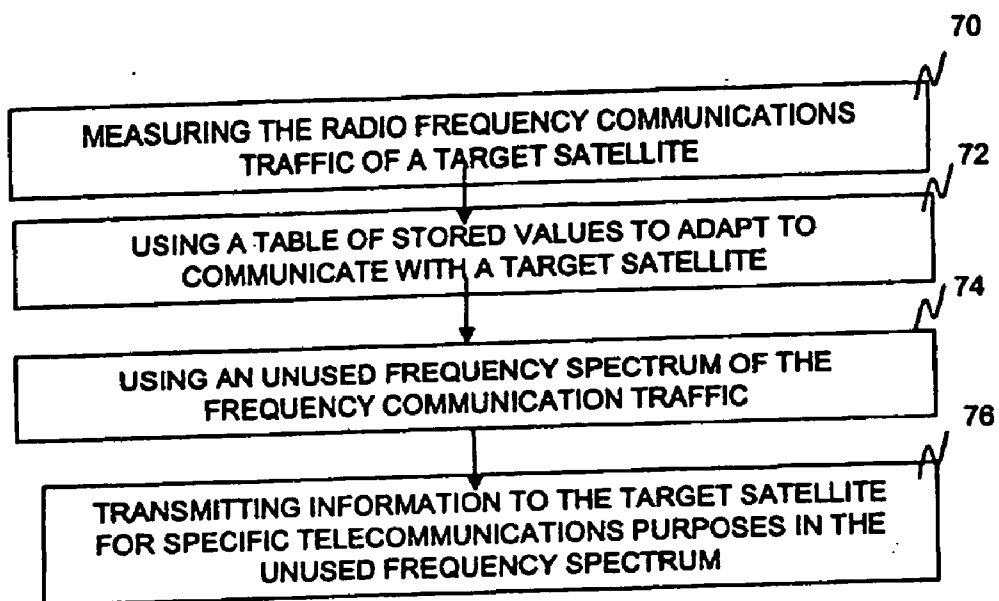 70
MEASURING THE RADIO FREQUENCY COMMUNICATIONS
TRAFFIC OF A TARGET SATELLITE
72
USING A TABLE OF STORED VALUES TO ADAPT TO
COMMUNICATE WITH A TARGET SATELLITE
74
USING AN UNUSED FREQUENCY SPECTRUM OF THE
FREQUENCY COMMUNICATION TRAFFIC
76
TRANSMITTING INFORMATION TO THE TARGET SATELLITE
FOR SPECIFIC TELECOMMUNICATIONS PURPOSES IN THE
UNUSED FREQUENCY SPECTRUM